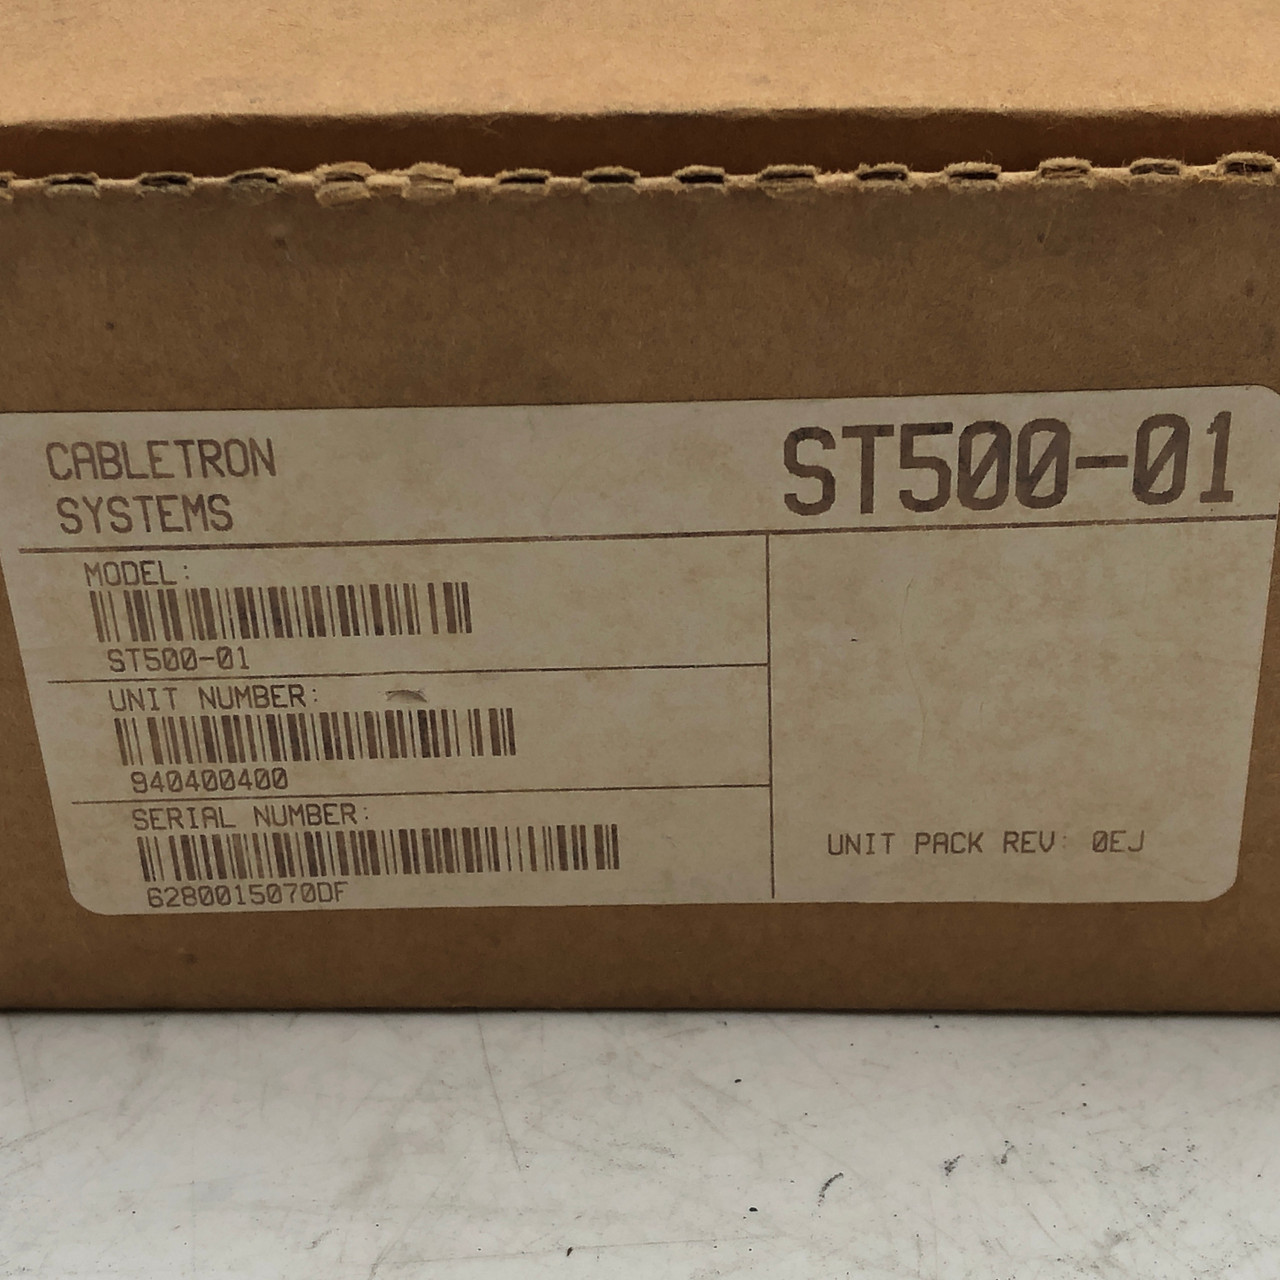 CABLETRON
SYSTEMS
ST500-01
MODEL:
ST500-01
UNIT NUMBER:
940400400
SERIAL NUMBER:
6280015070DF
UNIT PACK REV: 0EJ